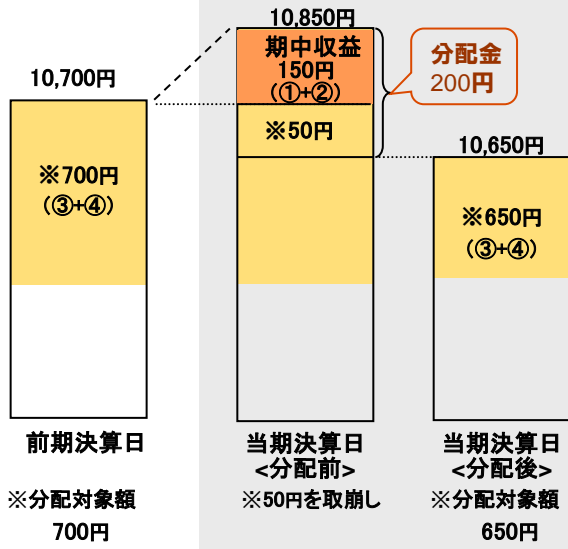 10,850円
期中収益
150円
(①+②)
分配金
200円
10,700円
※50円
10,650円
※700円
(③+④)
※650円
(③+④)
前期決算日
当期決算日
<分配前>
当期決算日
<分配後>
※分配対象額
700円
※50円を取崩し
※分配対象額
650円